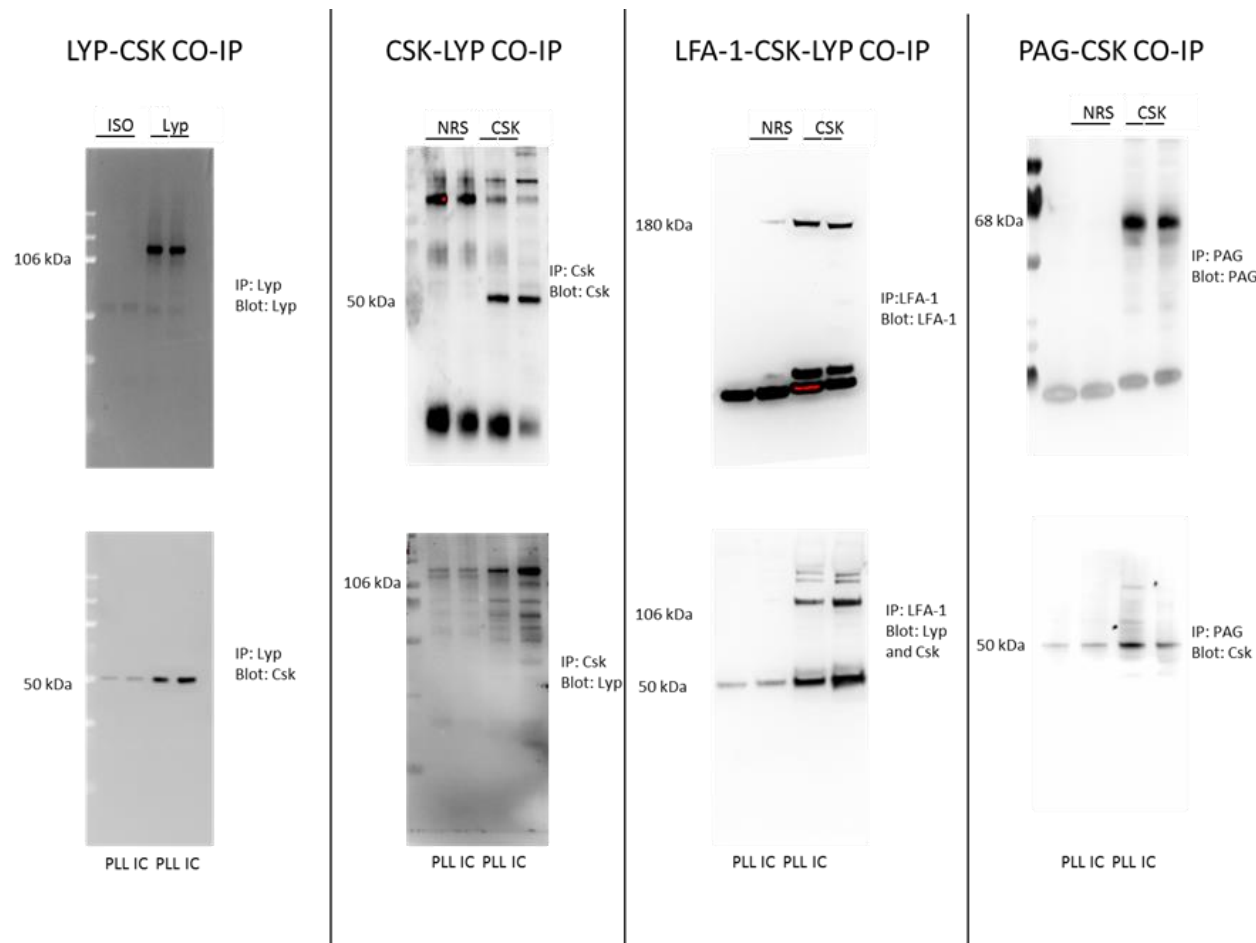 LYP-CSK CO-IP
ISO Lyp
106 kDa
IP: Lyp
Blot: Lyp
50 kDa
IP: Lyp
Blot: Csk
PLL IC PLL IC
CSK-LYP CO-IP
NRS CSK
50 kDa
IP: Csk
Blot: Csk
106 kDa
IP: Csk
Blot: Lyp
PLL IC PLL IC
LFA-1-CSK-LYP CO-IP
NRS CSK
180 kDa
IP:LFA-1
Blot: LFA-1
106 kDa
50 kDa
IP: LFA-1
Blot: Lyp
and Csk
PLL IC PLL IC
PAG-CSK CO-IP
NRS CSK
68 kDa
IP: PAG
Blot: PAG
50 kDa
IP: PAG
Blot: Csk
PLL IC PLL IC